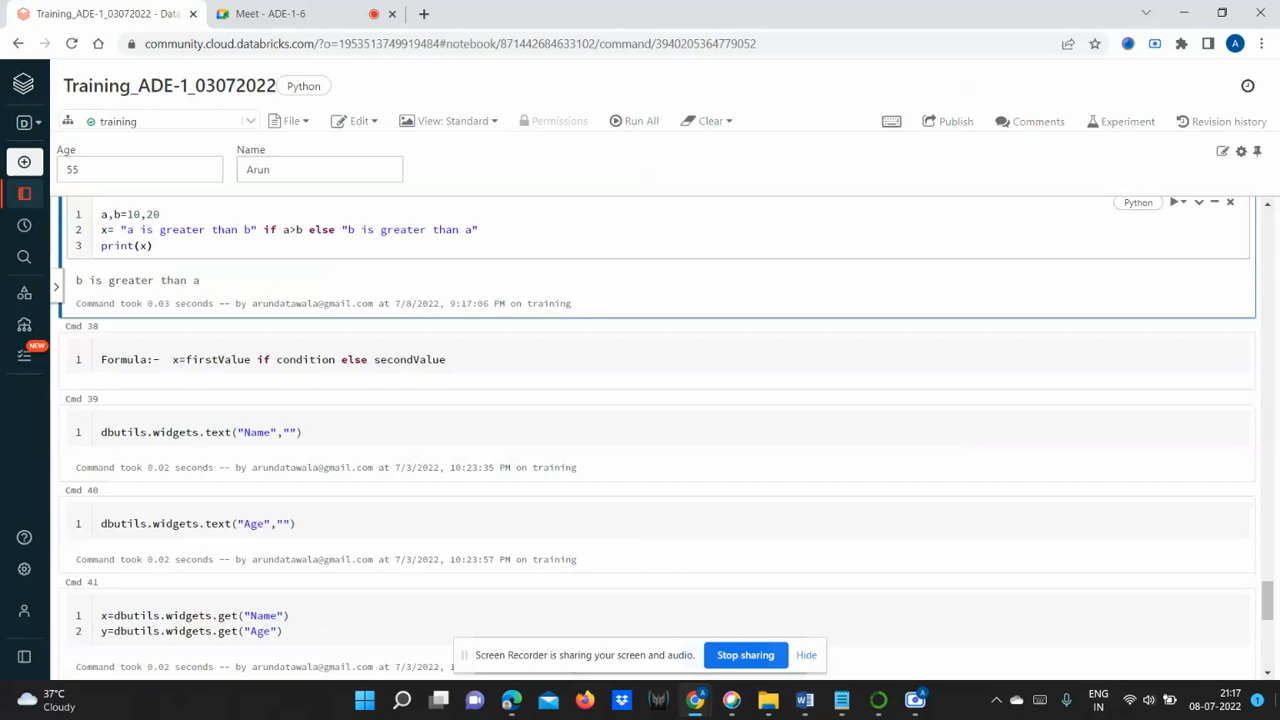 Training_ADE-1_03072022 - Data
Meet - ADE-1-6
community.cloud.databricks.com/?o=1953513749919484#notebook/871442684633102/command/3940205364779052
A
Training_ADE-1_03072022
Python
D
training
File
Edit
View: Standard
Permissions
Run All
Clear
Publish
Comments
Experiment
Revision history
Age
Name
55
Arun
Python
1 a,b=10,20
2 x= "a is greater than b" if a>b else "b is greater than a"
3 print(x)
b is greater than a
Command took 0.03 seconds -- by arundatawala@gmail.com at 7/8/2022, 9:17:06 PM on training
Cmd 38
NEW
1 Formula:- x=firstValue if condition else secondValue
Cmd 39
1 dbutils.widgets.text("Name","")
Command took 0.02 seconds -- by arundatawala@gmail.com at 7/3/2022, 10:23:35 PM on training
Cmd 40
1 dbutils.widgets.text("Age","")
Command took 0.02 seconds -- by arundatawala@gmail.com at 7/3/2022, 10:23:57 PM on training
Cmd 41
1 x=dbutils.widgets.get("Name")
2 y=dbutils.widgets.get("Age")
Screen Recorder is sharing your screen and audio.
Stop sharing
Hide
Command took 0.02 seconds -- by arundatawala@gmail.com at 7/3/2022, 1
37°C
Cloudy
ENG
IN
21:17
08-07-2022
1